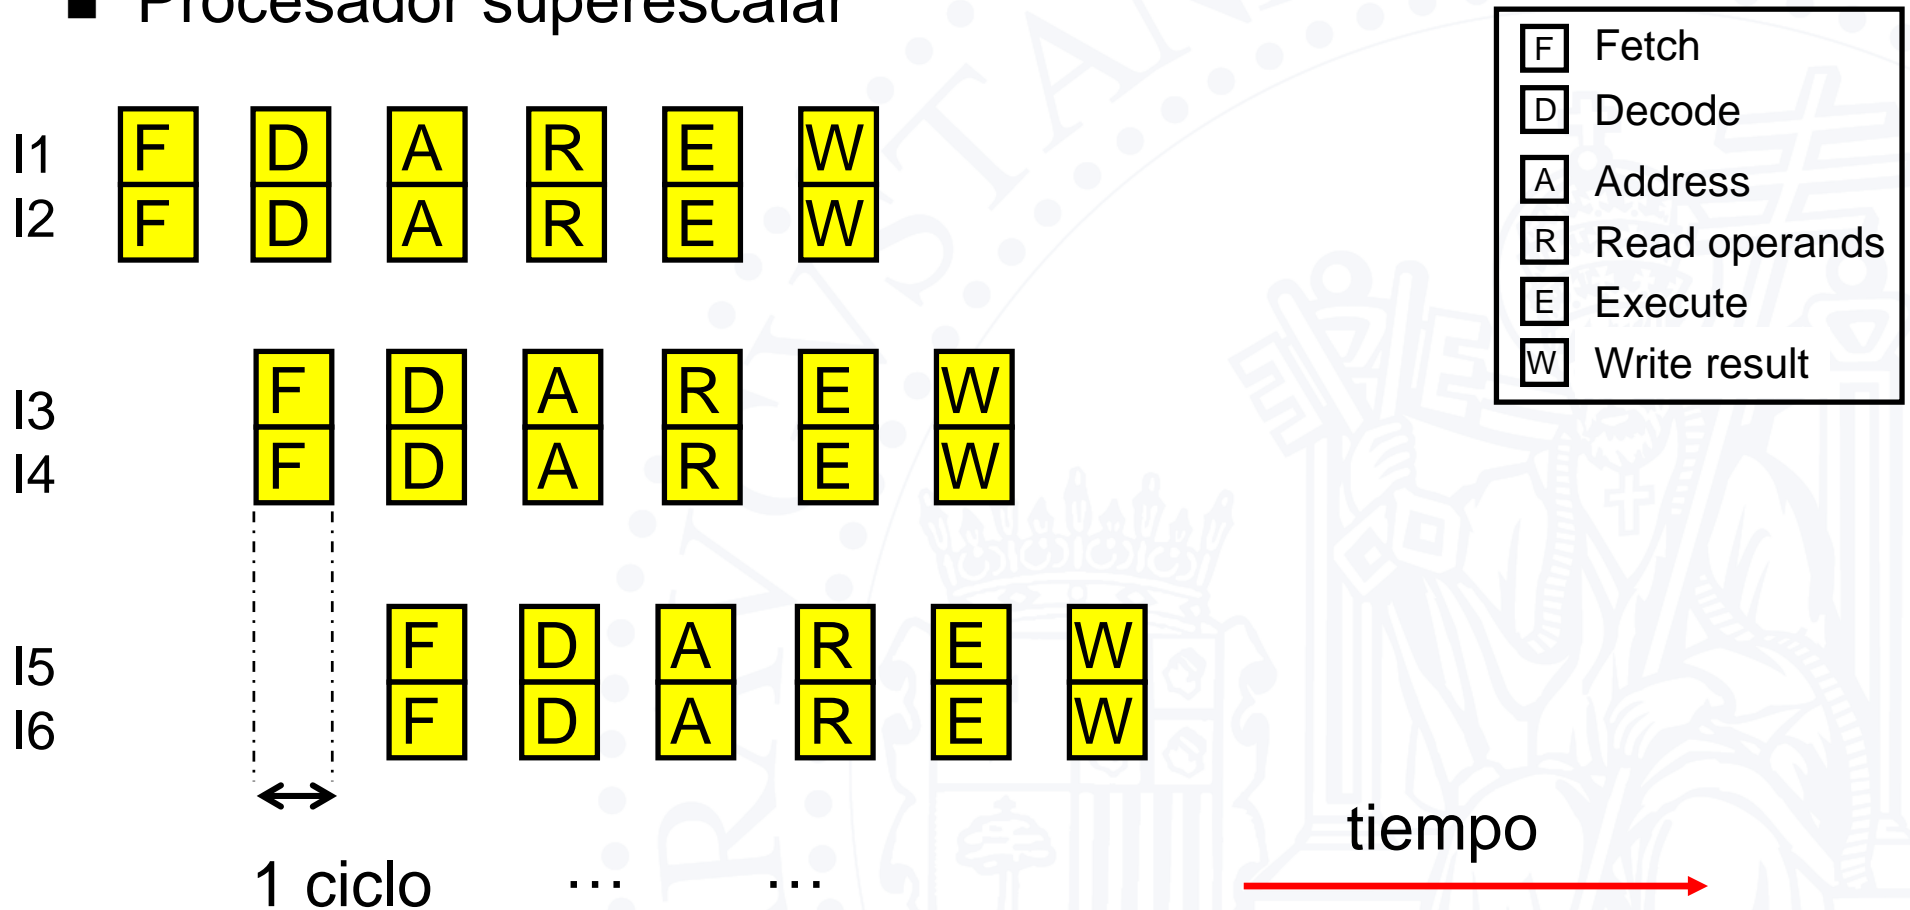 ■ Procesador superescalar
F Fetch
D Decode
A Address
R Read operands
E Execute
W Write result
I1 F D A R E W
I2 F D A R E W
I3 F D A R E W
I4 F D A R E W
I5 F D A R E W
I6 F D A R E W
1 ciclo ... ...
tiempo